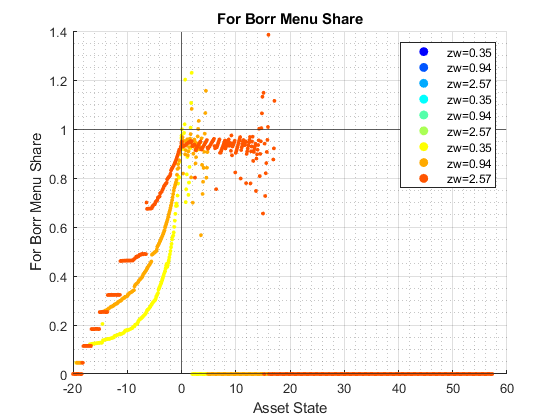 For Borr Menu Share
1.4
1.2
1
0.8
0.6
0.4
0.2
0
For Borr Menu Share
zw=0.35
zw=0.94
zw=2.57
zw=0.35
zw=0.94
zw=2.57
zw=0.35
zw=0.94
zw=2.57
-20 -10 0 10 20 30 40 50 60
Asset State